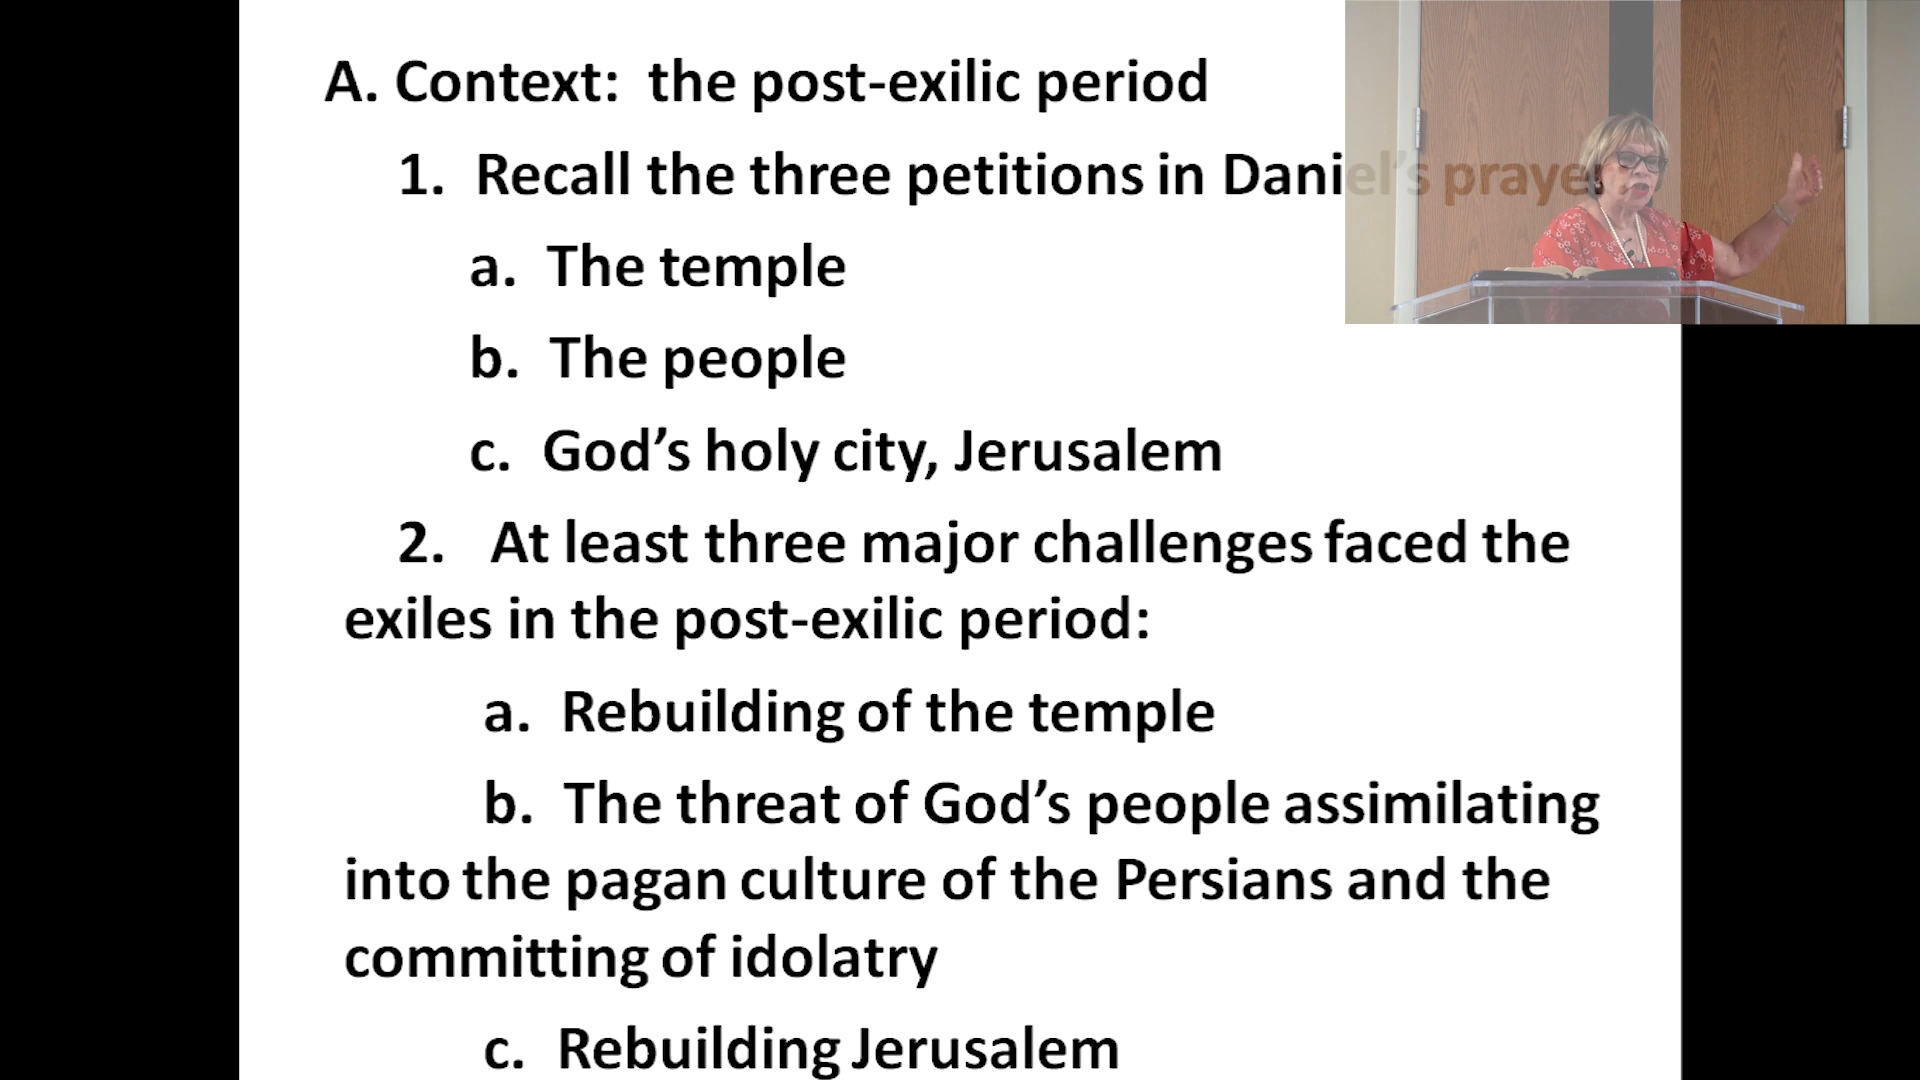 A. Context: the post-exilic period
1. Recall the three petitions in Daniel’s prayer
a. The temple
b. The people
c. God’s holy city, Jerusalem
2. At least three major challenges faced the
exiles in the post-exilic period:
a. Rebuilding of the temple
b. The threat of God’s people assimilating
into the pagan culture of the Persians and the
committing of idolatry
c. Rebuilding Jerusalem